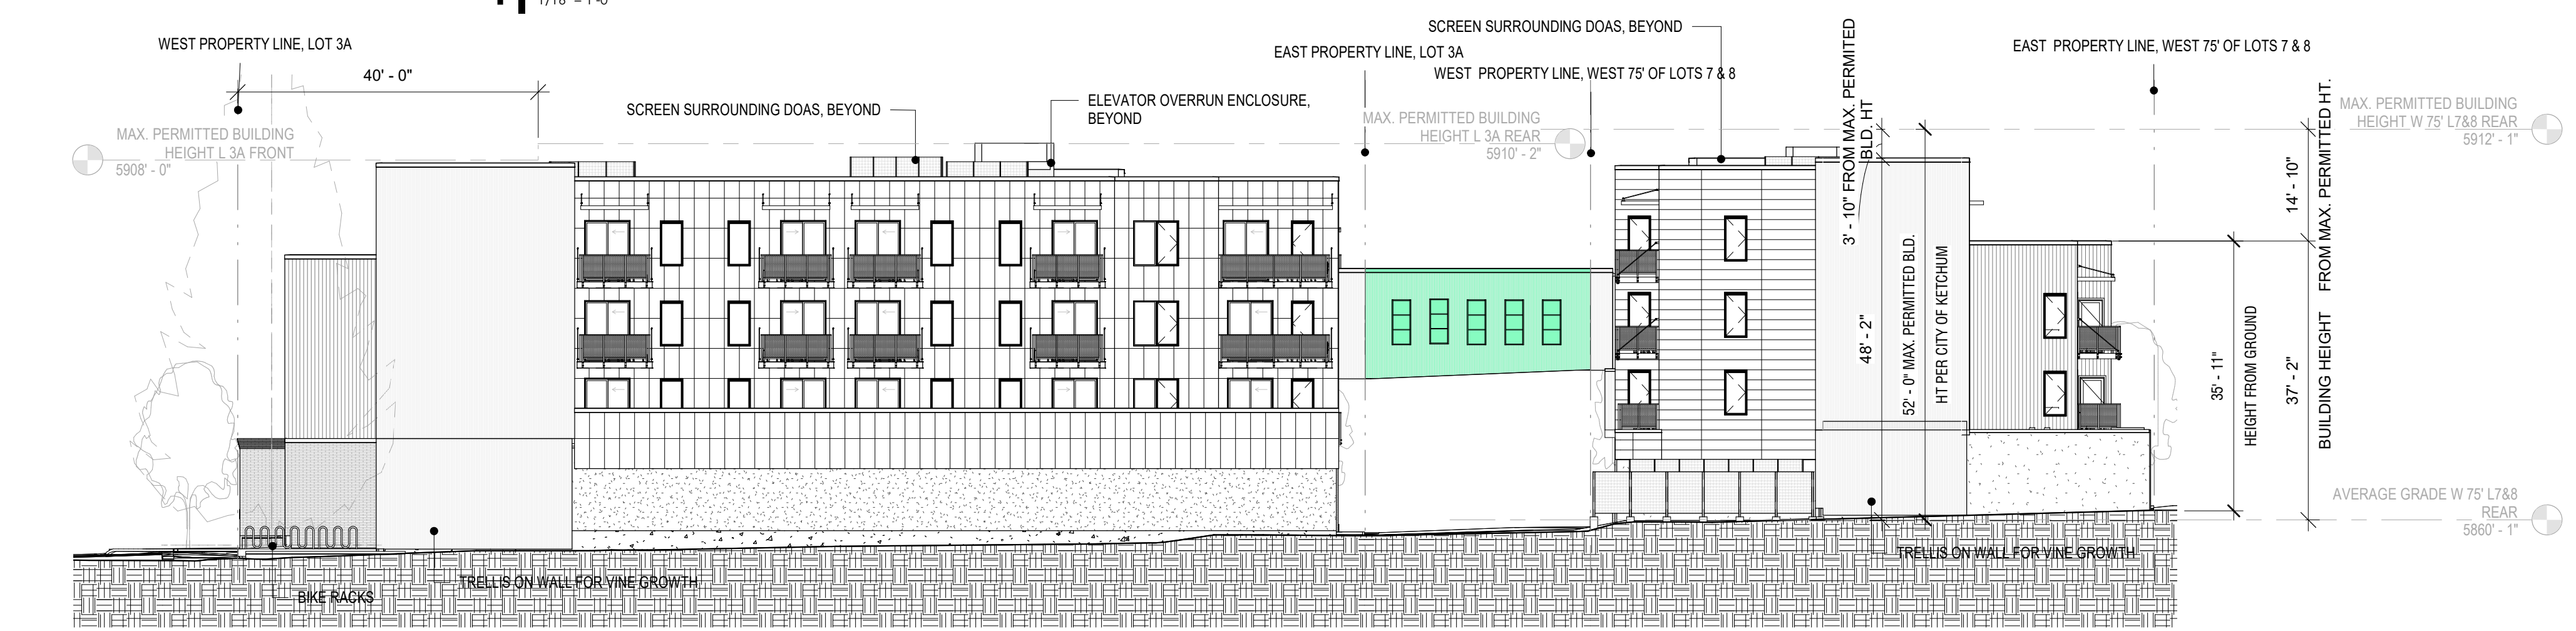 WEST PROPERTY LINE, LOT 3A
40' - 0"
MAX. PERMITTED BUILDING
HEIGHT L 3A FRONT
5908' - 0"
SCREEN SURROUNDING DOAS, BEYOND
ELEVATOR OVERRUN ENCLOSURE,
BEYOND
SCREEN SURROUNDING DOAS, BEYOND
EAST PROPERTY LINE, LOT 3A
WEST PROPERTY LINE, WEST 75' OF LOTS 7 & 8
MAX. PERMITTED BUILDING
HEIGHT L 3A REAR
5910' - 2"
3' - 10" FROM MAX. PERMITTED
BLD. HT
EAST PROPERTY LINE, WEST 75' OF LOTS 7 & 8
MAX. PERMITTED BUILDING
HEIGHT W 75' L7&8 REAR
5912' - 1"
48' - 2"
52' - 0" MAX. PERMITTED BLD.
HT PER CITY OF KETCHUM
35' - 11"
HEIGHT FROM GROUND
14' - 10"
37' - 2"
BUILDING HEIGHT FROM MAX. PERMITTED HT.
AVERAGE GRADE W 75' L7&8
REAR
5860' - 1"
TRELLIS ON WALL FOR VINE GROWTH
TRELLIS ON WALL FOR VINE GROWTH
BIKE RACKS